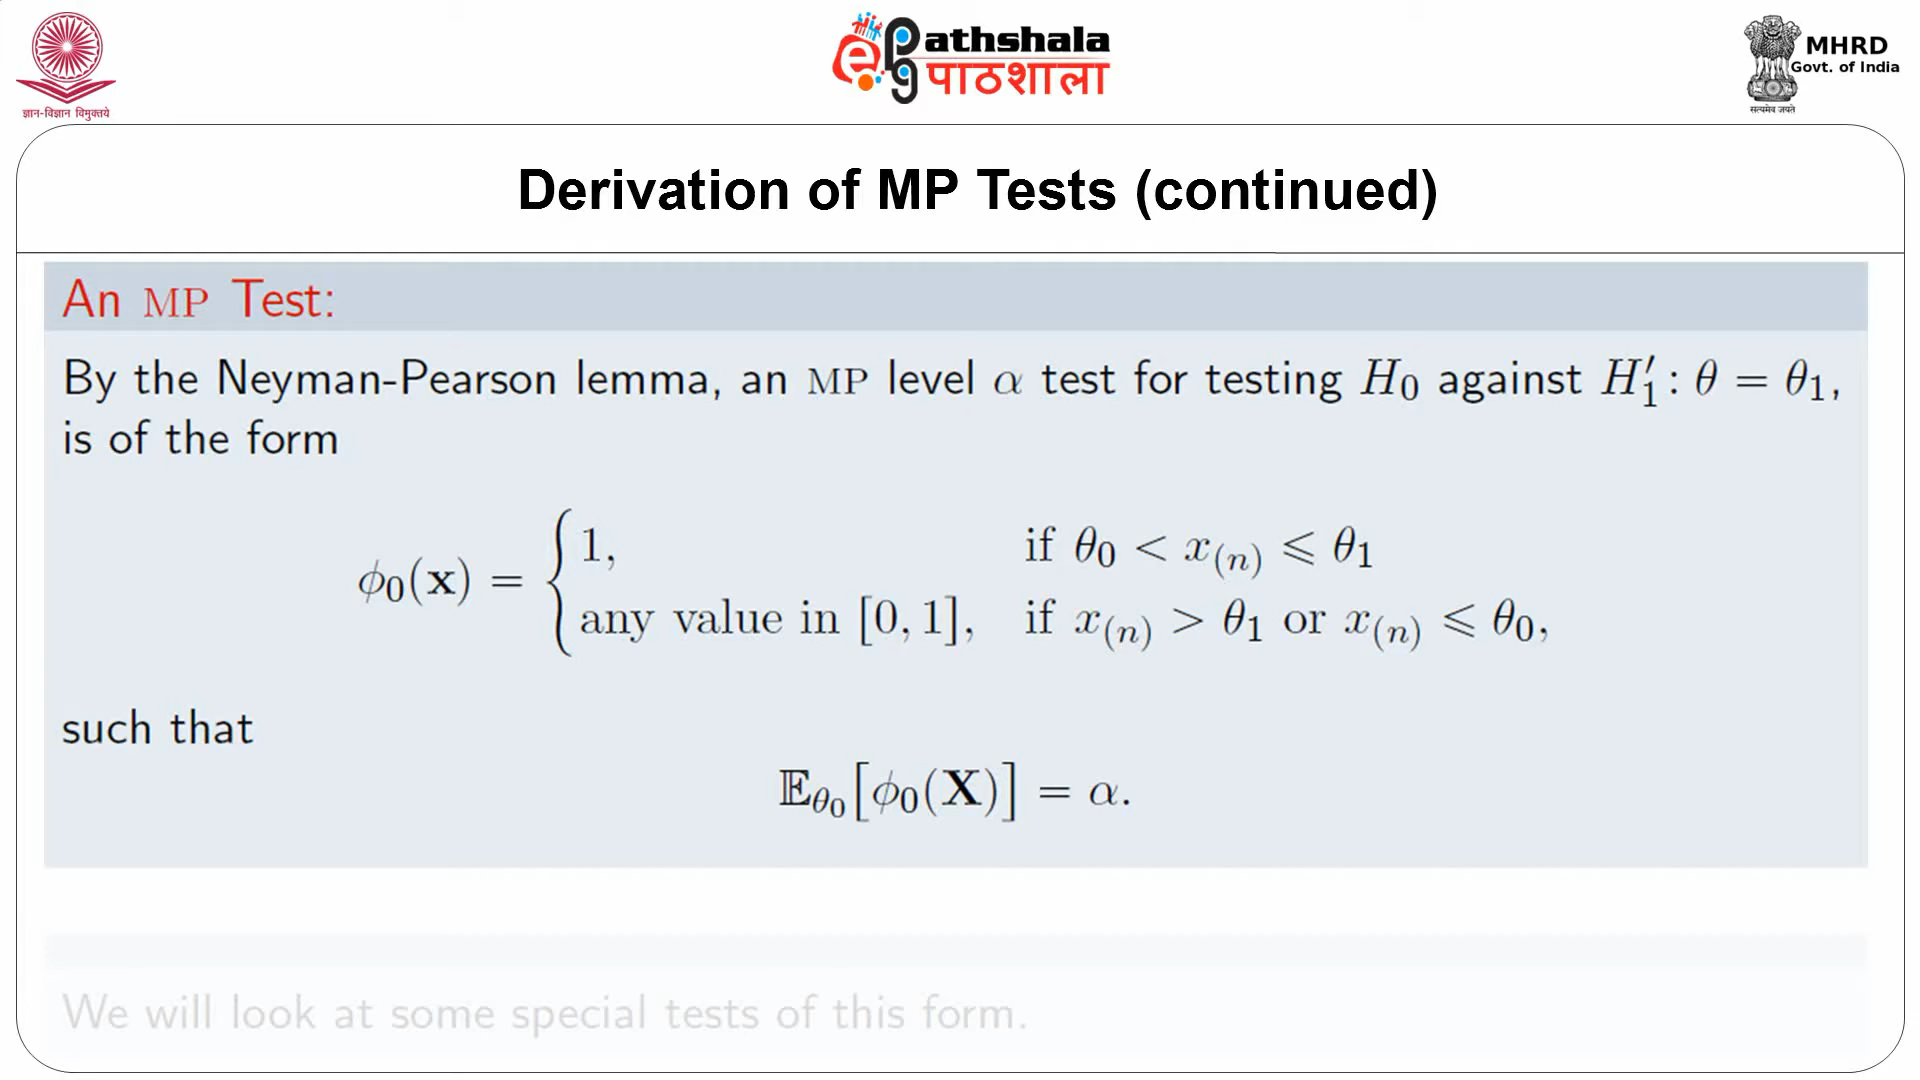 ज्ञान-विज्ञान विमुक्तये
ePg Pathshala
पाठशाला
MHRD
Govt. of India
सत्यमेव जयते
Derivation of MP Tests (continued)
An MP Test:
By the Neyman-Pearson lemma, an MP level α test for testing H₀ against H₁′ : θ = θ₁,
is of the form
ϕ₀(𝐱) = { 1, if θ₀ < x₍ₙ₎ ⩽ θ₁
any value in [0, 1], if x₍ₙ₎ > θ₁ or x₍ₙ₎ ⩽ θ₀,
such that
𝔼_θ₀[ϕ₀(𝐗)] = α.
We will look at some special tests of this form.